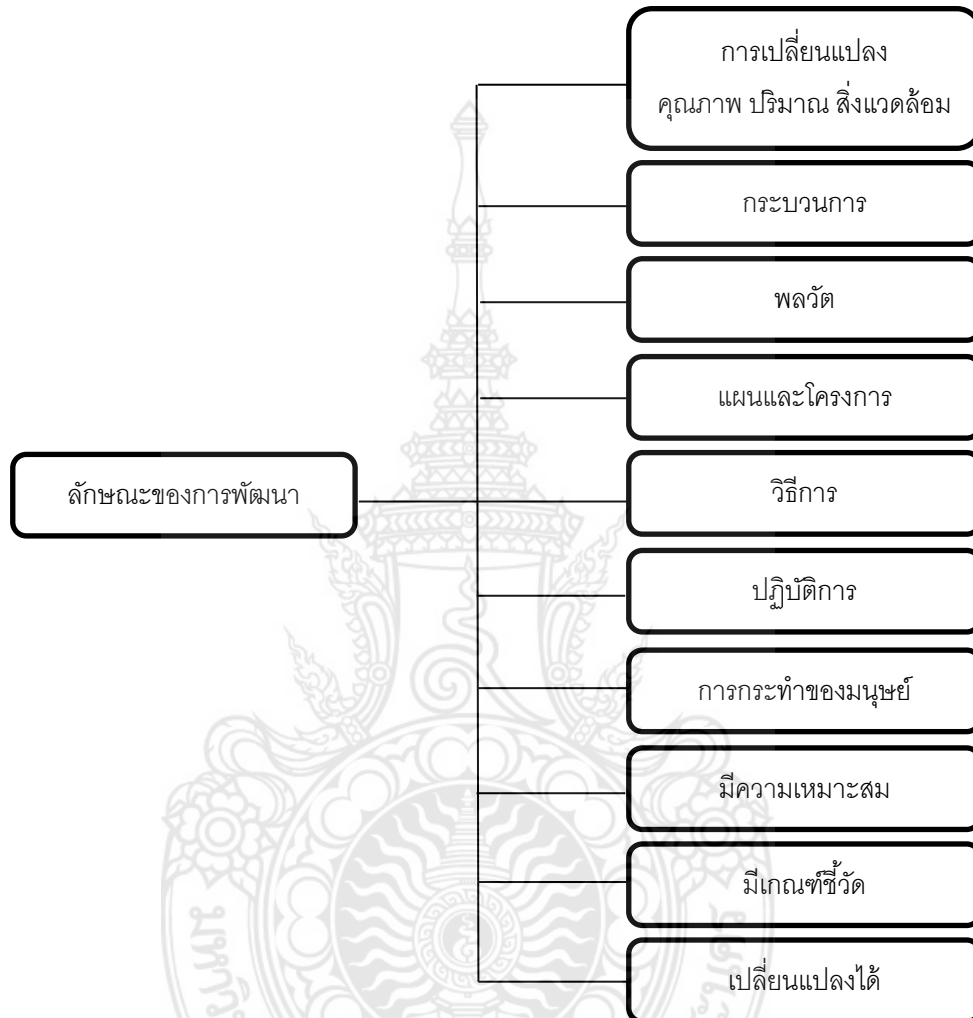 การเปลี่ยนแปลง
คุณภาพ ปริมาณ สิ่งแวดล้อม
กระบวนการ
พลวัต
แผนและโครงการ
ลักษณะของการพัฒนา
วิธีการ
ปฏิบัติการ
การกระทำของมนุษย์
มีความเหมาะสม
มีเกณฑ์ชี้วัด
เปลี่ยนแปลงได้